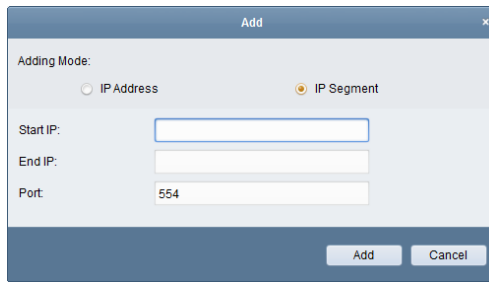 Add
×
Adding Mode:
IP Address IP Segment
Start IP:
End IP:
Port: 554
Add Cancel